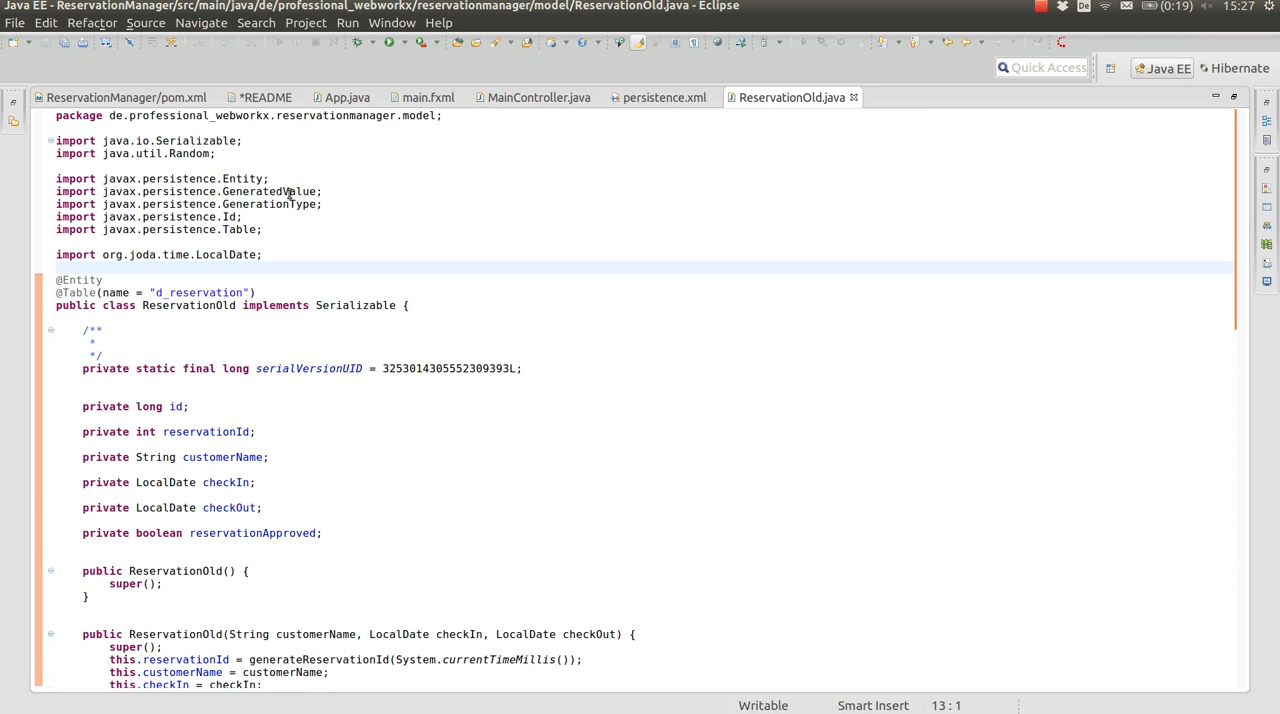 Java EE - ReservationManager/src/main/java/de/professional_webworkx/reservationmanager/model/ReservationOld.java - Eclipse
De (0:19) 15:27
File Edit Refactor Source Navigate Search Project Run Window Help
Quick Access Java EE Hibernate
ReservationManager/pom.xml *README App.java main.fxml MainController.java persistence.xml ReservationOld.java
package de.professional_webworkx.reservationmanager.model;
import java.io.Serializable;
import java.util.Random;
import javax.persistence.Entity;
import javax.persistence.GeneratedValue;
import javax.persistence.GenerationType;
import javax.persistence.Id;
import javax.persistence.Table;
import org.joda.time.LocalDate;
@Entity
@Table(name = "d_reservation")
public class ReservationOld implements Serializable {
/**
*
*/
private static final long serialVersionUID = 3253014305552309393L;
private long id;
private int reservationId;
private String customerName;
private LocalDate checkIn;
private LocalDate checkOut;
private boolean reservationApproved;
public ReservationOld() {
super();
}
public ReservationOld(String customerName, LocalDate checkIn, LocalDate checkOut) {
super();
this.reservationId = generateReservationId(System.currentTimeMillis());
this.customerName = customerName;
this.checkIn = checkIn;
Writable Smart Insert 13 : 1